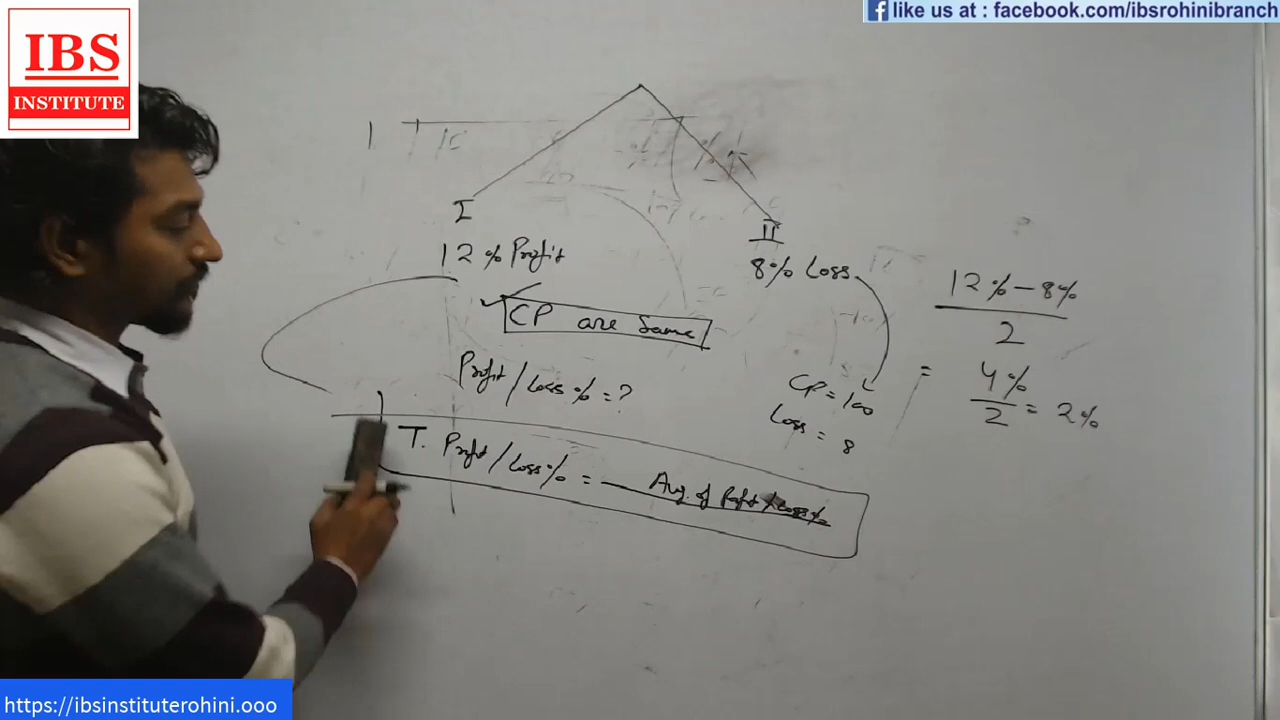 like us at : facebook.com/ibsrohinibranch
IBS
INSTITUTE
I
II
12 % Profit
8% Loss
CP are Same
Profit / Loss % = ?
CP = 100
Loss = 8
T. Profit / Loss % = Avg. of Profit / Loss %
12 % - 8 %
2
= 4 %
2 = 2 %
https://ibsinstituterohini.ooo